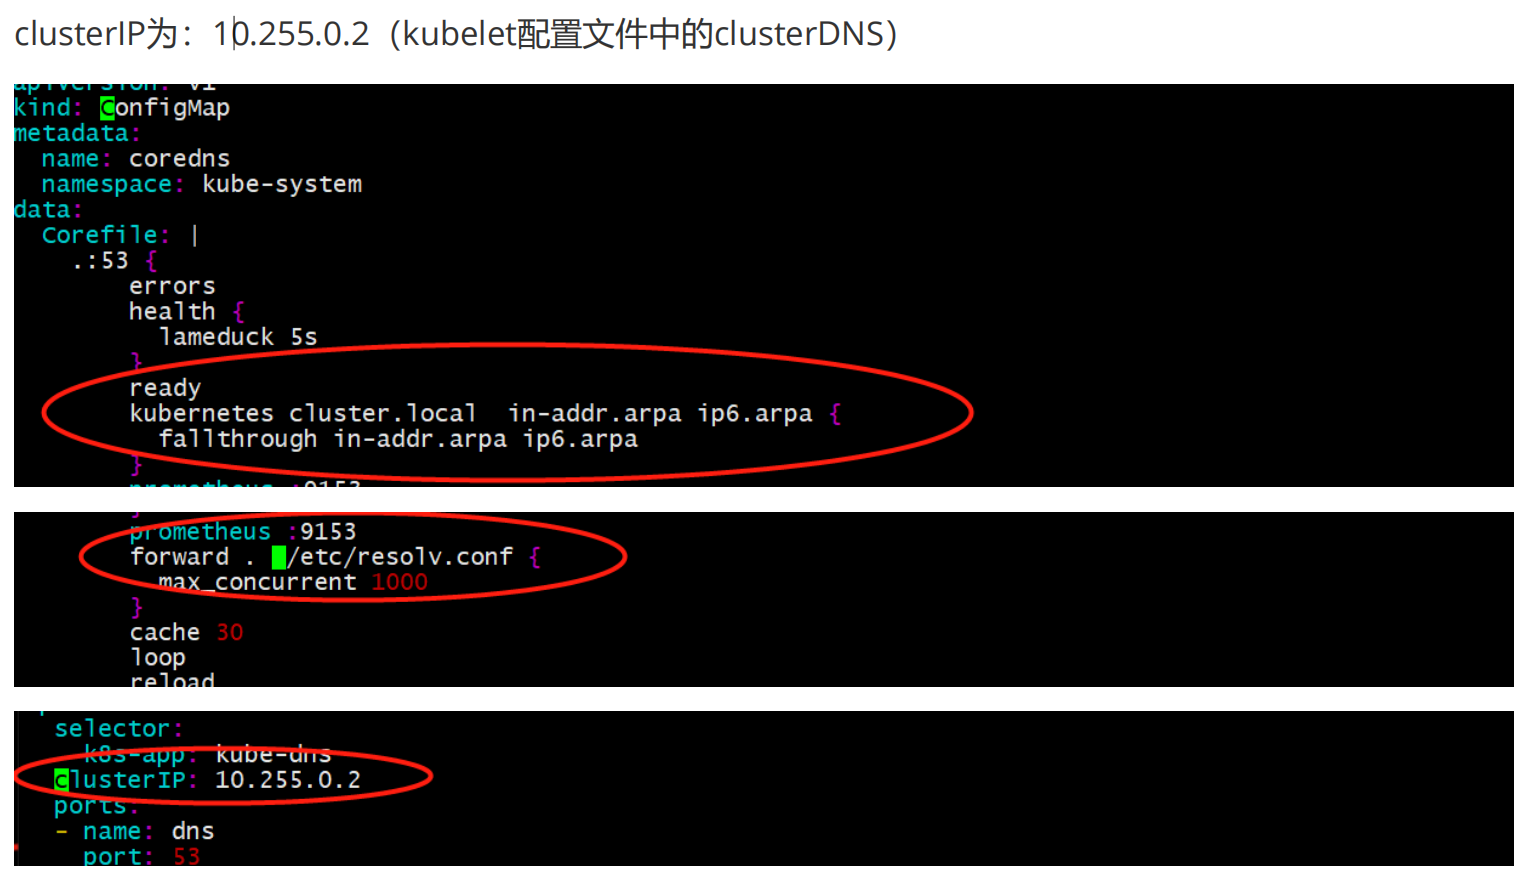 clusterIP为：10.255.0.2（kubelet配置文件中的clusterDNS）
apiVersion: v1
kind: ConfigMap
metadata:
  name: coredns
  namespace: kube-system
data:
  Corefile: |
    .:53 {
        errors
        health {
          lameduck 5s
        }
        ready
        kubernetes cluster.local  in-addr.arpa ip6.arpa {
          fallthrough in-addr.arpa ip6.arpa
        }
        prometheus :9153
        }
        prometheus :9153
        forward . /etc/resolv.conf {
          max_concurrent 1000
        }
        cache 30
        loop
        reload
  selector:
    k8s-app: kube-dns
  clusterIP: 10.255.0.2
  ports:
  - name: dns
    port: 53